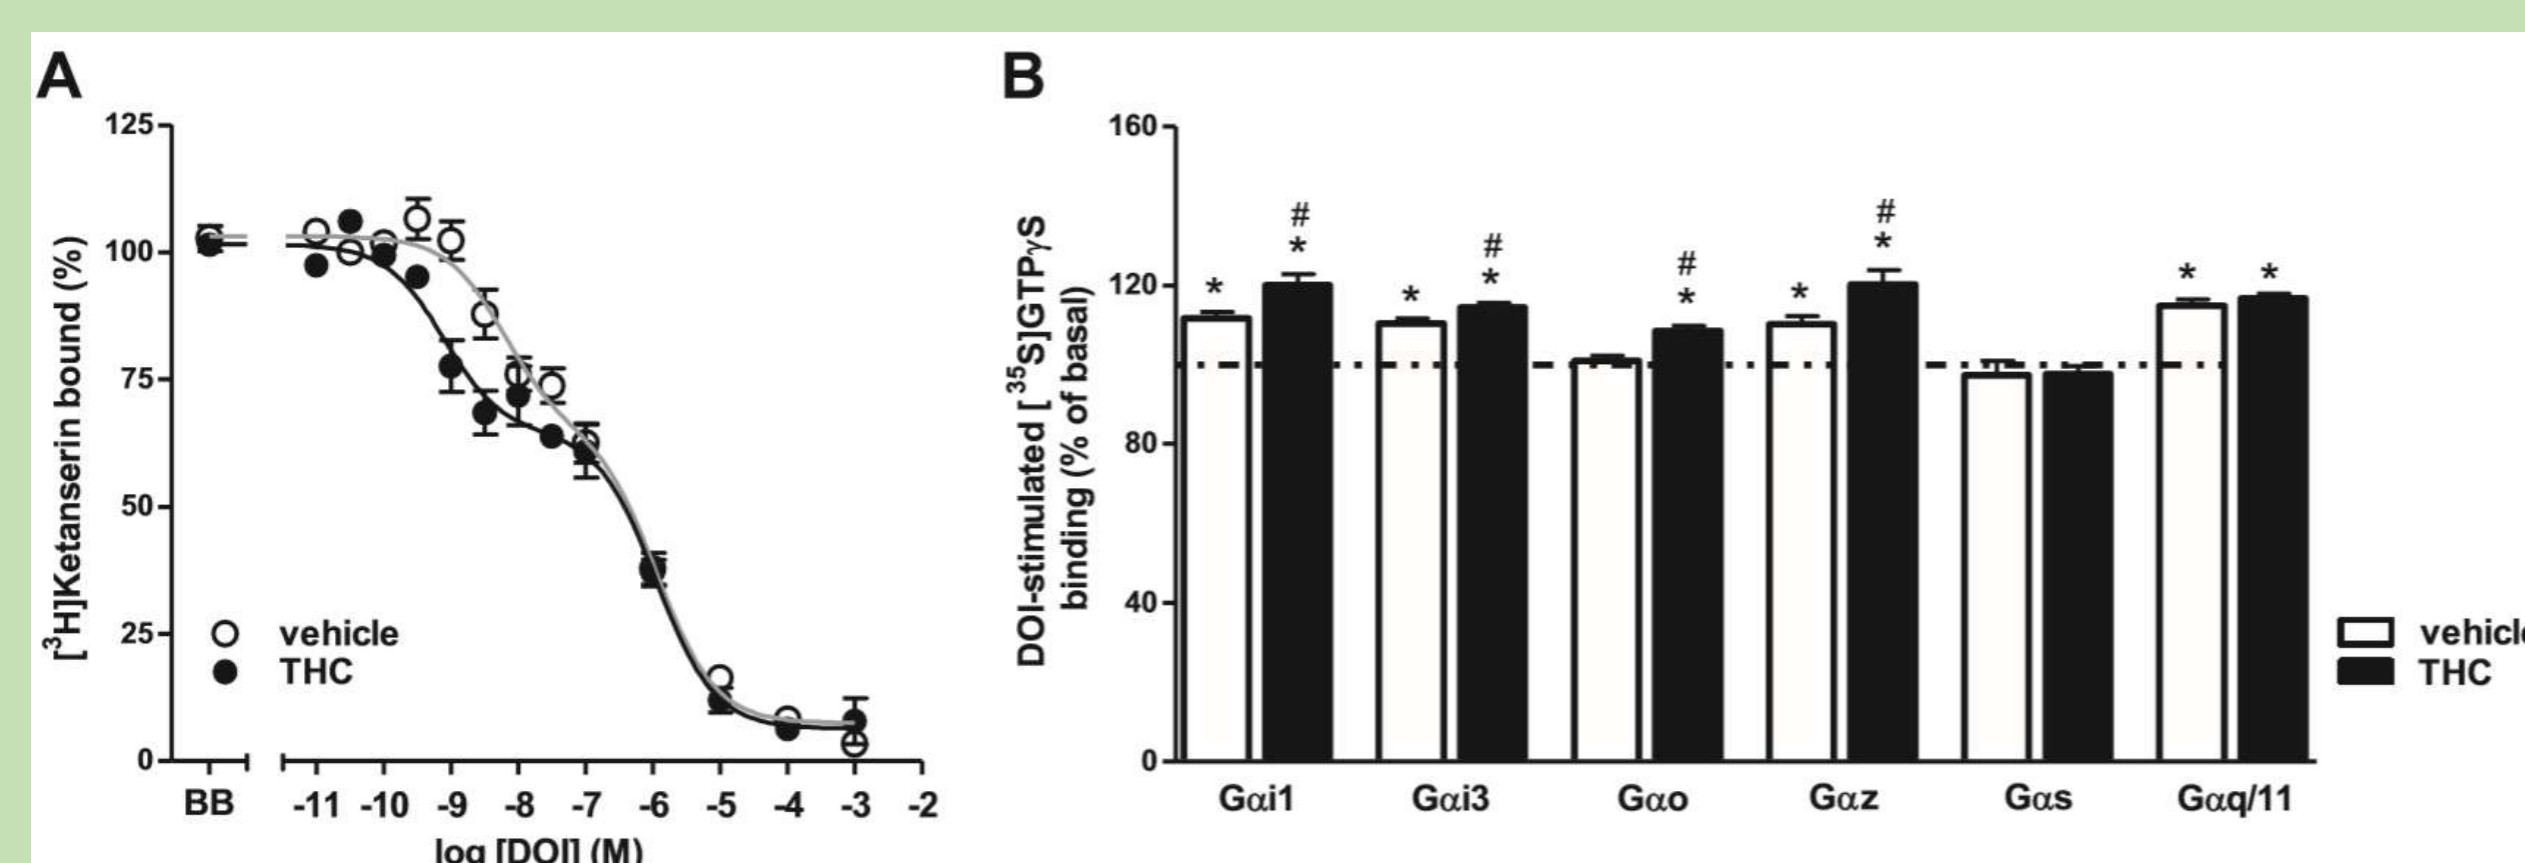 A
125
100
75
50
25
0
[³H]Ketanserin bound (%)
vehicle
THC
BB -11 -10 -9 -8 -7 -6 -5 -4 -3 -2
log [DOI] (M)
B
160
120
80
40
0
DOI-stimulated [³⁵S]GTPγS
binding (% of basal)
* # * * # * # * * # * * *
Gαi1 Gαi3 Gαo Gαz Gαs Gαq/11
vehicle
THC